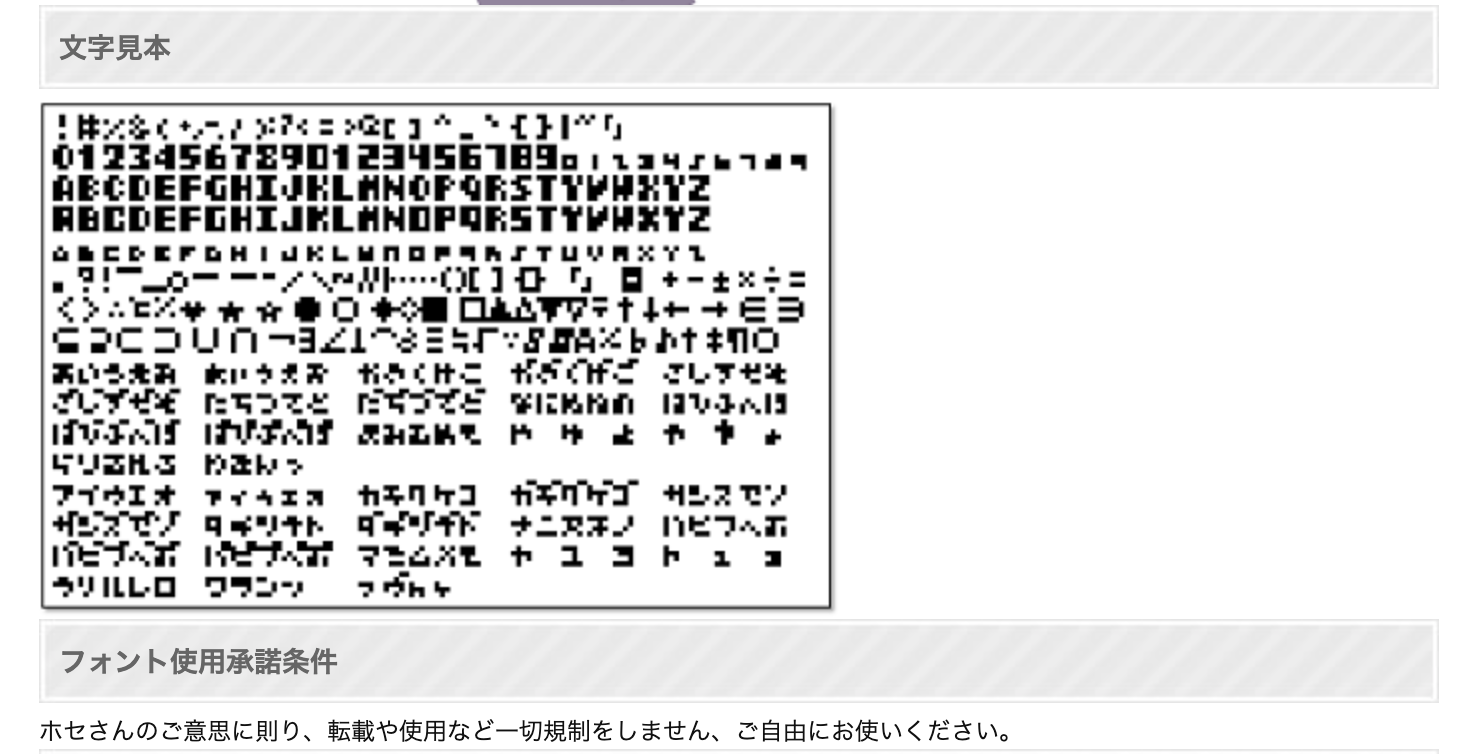 文字見本
0123456789012345678901234567 89
ABCDEFGHIJKLMNOPQRSTYVWXYZ
ABCDEFGHIJKLMNOPQRSTYVWXYZ
ABCDEFGHIJKLMNOPQRSTUVWXYZ
あいうえお ぁぃぅぇぉ かきくけこ がぎぐげご さしすせそ
ざじずぜぞ たちつてと だぢづでど なにぬねの はひふへほ
ばびぶべぼ ぱぴぷぺぽ まみむめも や ゆ よ ゃ ゅ ょ
らりるれろ わをんっ
アイウエオ ァィゥェォ カキクケコ ガギグゲゴ サシスセソ
ザジズゼゾ タチツテト ダヂヅデド ナニヌネノ ハヒフヘホ
バビブベボ パピプペポ マミムメモ ヤ ユ ヨ ャ ュ ョ
ラリルレロ ワヲンッ ヴ
フォント使用承諾条件
ホセさんのご意思に則り、転載や使用など一切規制をしません、ご自由にお使いください。